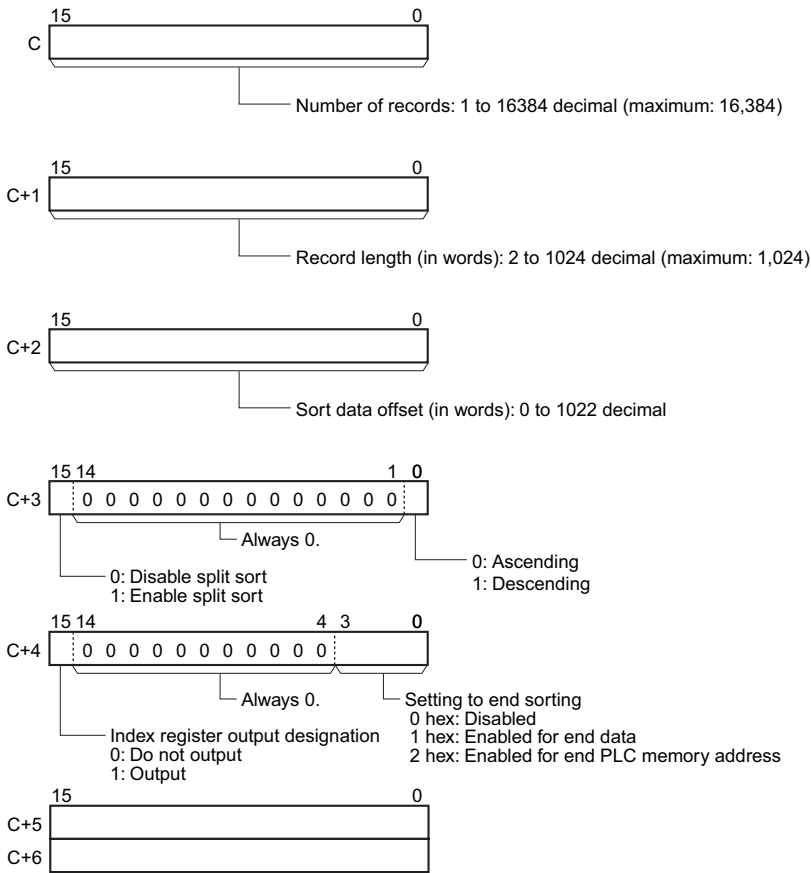 15 0
C
Number of records: 1 to 16384 decimal (maximum: 16,384)
15 0
C+1
Record length (in words): 2 to 1024 decimal (maximum: 1,024)
15 0
C+2
Sort data offset (in words): 0 to 1022 decimal
15 14 1 0
C+3 0 0 0 0 0 0 0 0 0 0 0 0 0 0
Always 0.
0: Ascending
1: Descending
0: Disable split sort
1: Enable split sort
15 14 4 3 0
C+4 0 0 0 0 0 0 0 0 0 0 0
Always 0.
Setting to end sorting
0 hex: Disabled
1 hex: Enabled for end data
2 hex: Enabled for end PLC memory address
Index register output designation
0: Do not output
1: Output
15 0
C+5
C+6